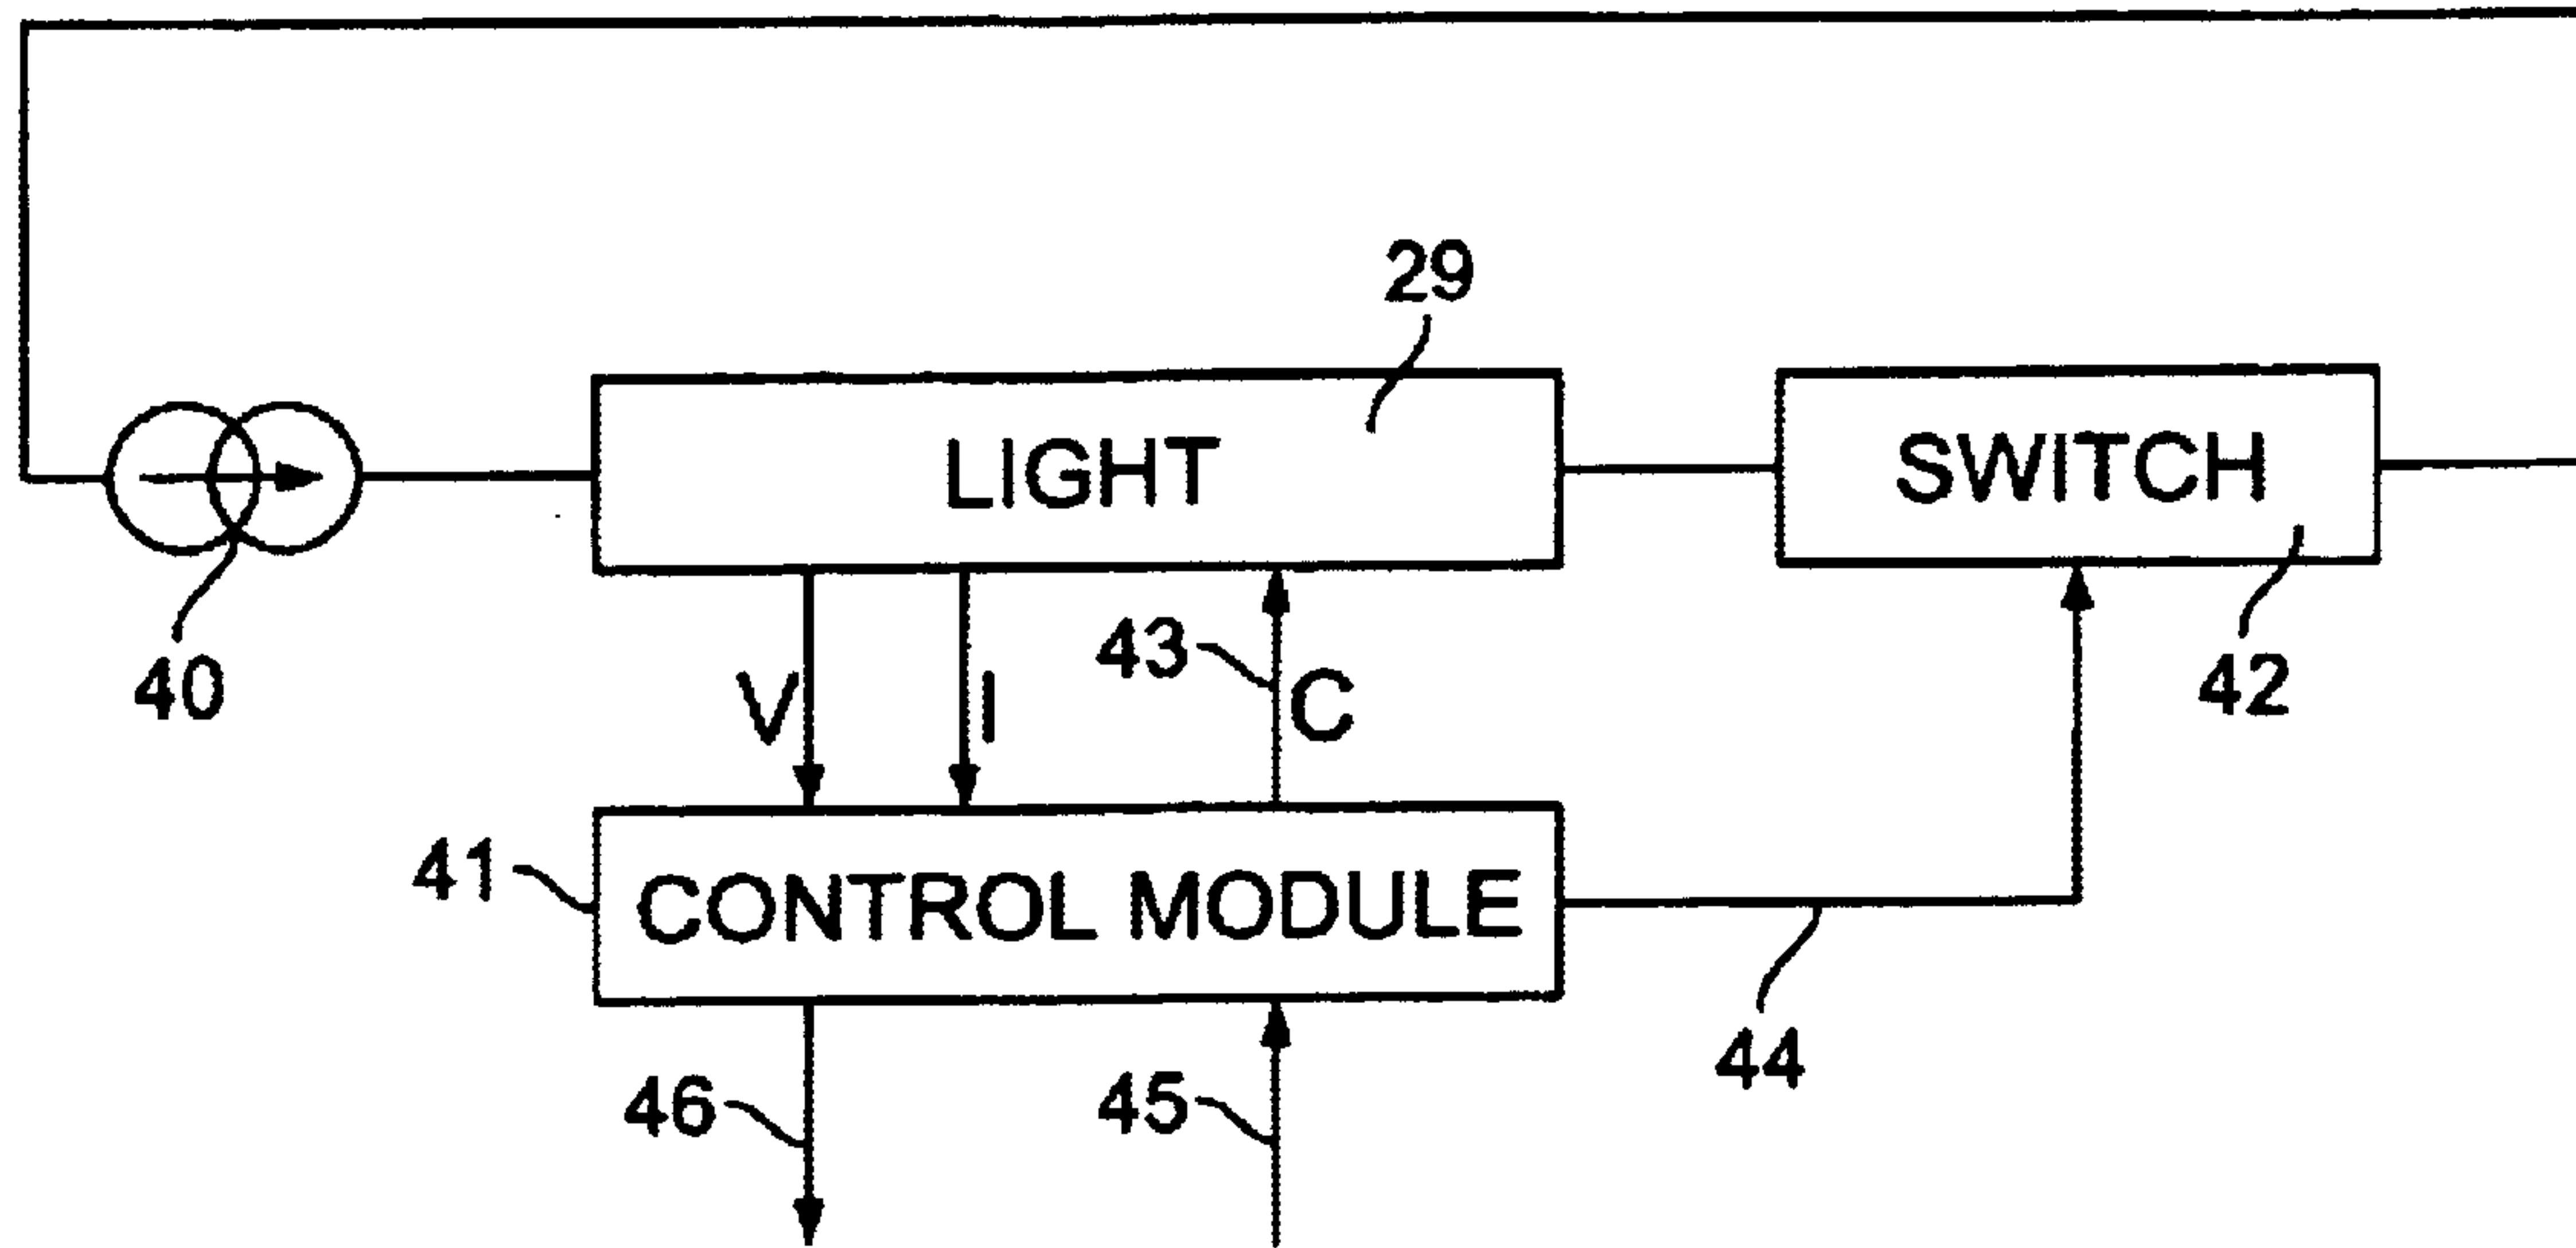 29
LIGHT
SWITCH
40
V
I
43
C
42
41
CONTROL MODULE
44
46
45